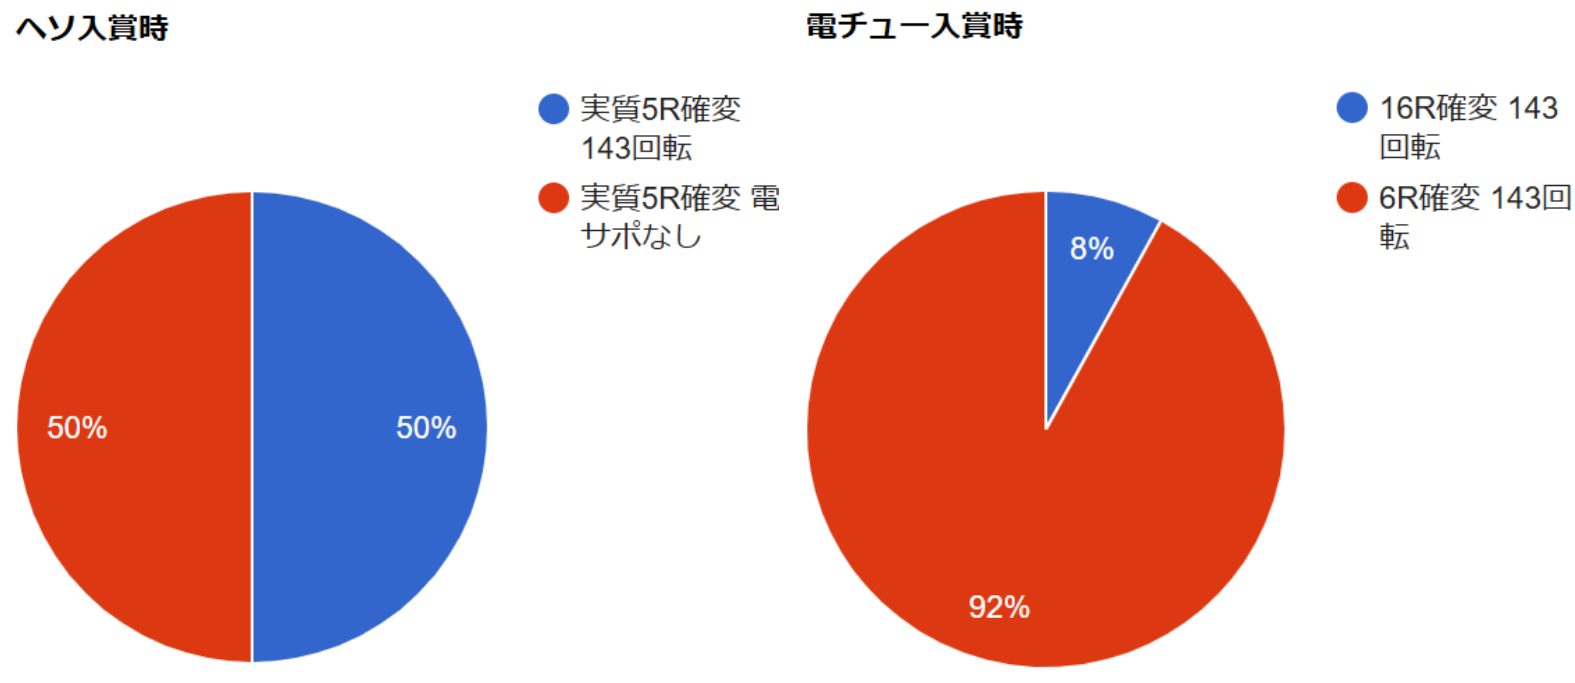 ヘソ入賞時
実質5R確変
143回転
実質5R確変 電
サポなし
50%
50%
電チュー入賞時
16R確変 143
回転
6R確変 143回
転
8%
92%